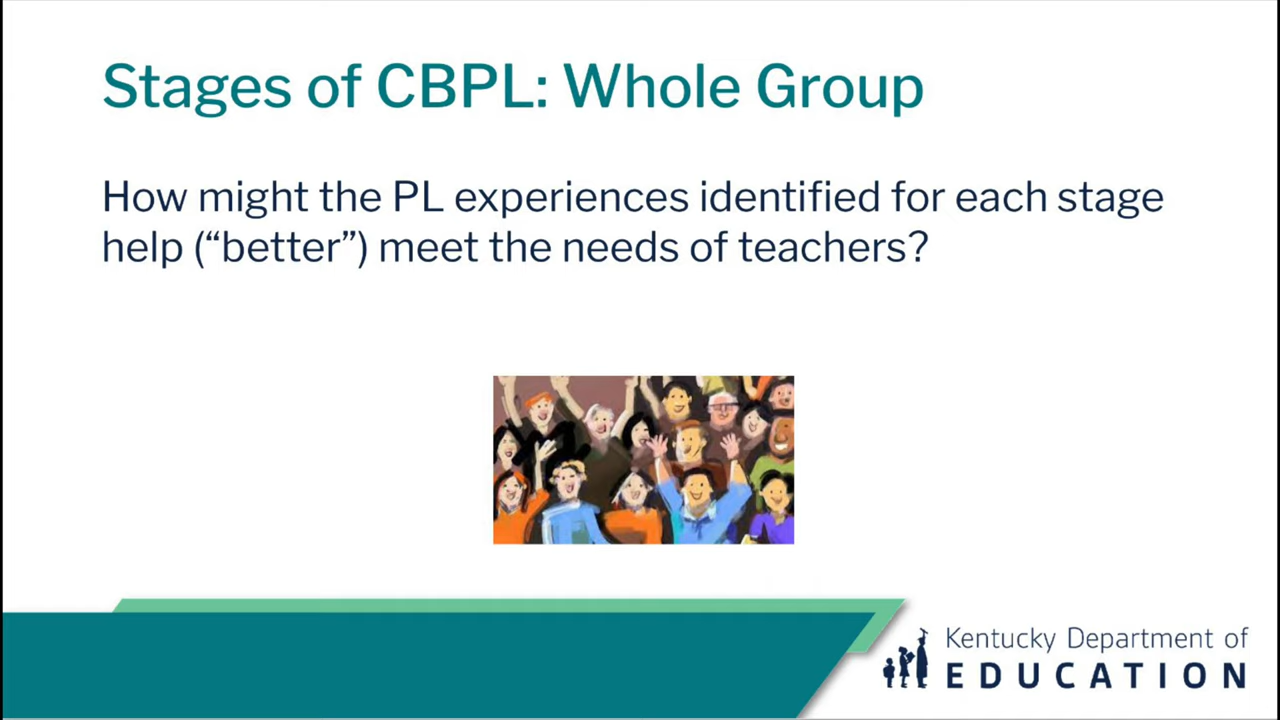 Stages of CBPL: Whole Group
How might the PL experiences identified for each stage
help (“better”) meet the needs of teachers?
Kentucky Department of
EDUCATION